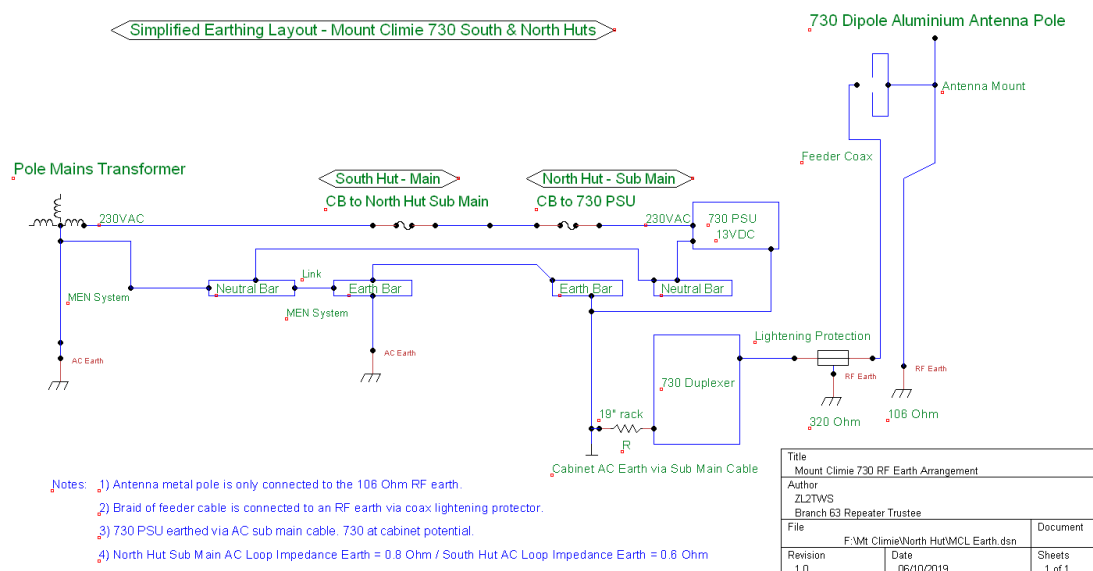 Simplified Earthing Layout - Mount Climie 730 South & North Huts
730 Dipole Aluminium Antenna Pole
Antenna Mount
Feeder Coax
Pole Mains Transformer
South Hut - Main
North Hut - Sub Main
CB to North Hut Sub Main
CB to 730 PSU
230VAC
230VAC
730 PSU
13VDC
Neutral Bar
Link
Earth Bar
Earth Bar
Neutral Bar
MEN System
MEN System
AC Earth
AC Earth
Lightening Protection
730 Duplexer
RF Earth
RF Earth
320 Ohm
106 Ohm
19" rack
R
Cabinet AC Earth via Sub Main Cable
Notes:
1) Antenna metal pole is only connected to the 106 Ohm RF earth.
2) Braid of feeder cable is connected to an RF earth via coax lightening protector.
3) 730 PSU earthed via AC sub main cable. 730 at cabinet potential.
4) North Hut Sub Main AC Loop Impedance Earth = 0.8 Ohm / South Hut AC Loop Impedance Earth = 0.6 Ohm
Title
Mount Climie 730 RF Earth Arrangement
Author
ZL2TWS
Branch 63 Repeater Trustee
File
F:\Mt Climie\North Hut\MCL Earth.dsn
Document
Revision
1.0
Date
06/10/2019
Sheets
1 of 1